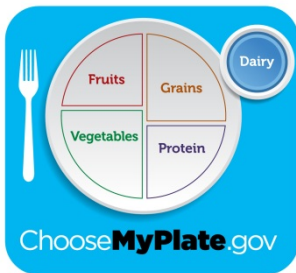 Fruits
Grains
Dairy
Vegetables
Protein
ChooseMyPlate.gov